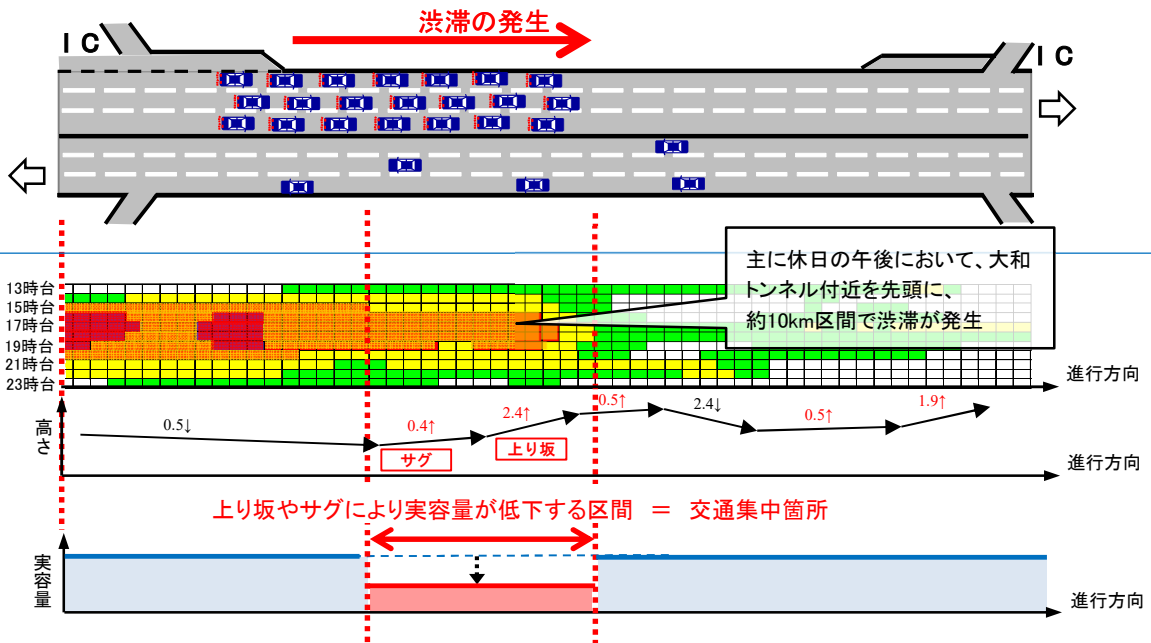 渋滞の発生
ＩＣ
ＩＣ
主に休日の午後において、大和
トンネル付近を先頭に、
約10km区間で渋滞が発生
13時台
15時台
17時台
19時台
21時台
23時台
進行方向
高さ
0.5↓
0.4↑
2.4↑
0.5↑
2.4↓
0.5↑
1.9↑
サグ
上り坂
進行方向
上り坂やサグにより実容量が低下する区間 ＝ 交通集中箇所
実容量
進行方向